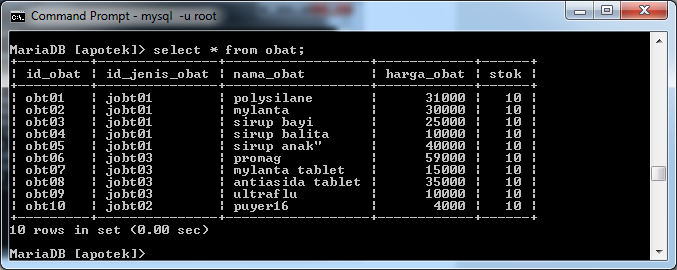 Command Prompt - mysql -u root
MariaDB [apotek]> select * from obat;
+---------+---------------+------------------+------------+------+
| id_obat | id_jenis_obat | nama_obat        | harga_obat | stok |
+---------+---------------+------------------+------------+------+
| obt01   | jobt01        | polysilane       |      31000 |   10 |
| obt02   | jobt01        | mylanta          |      30000 |   10 |
| obt03   | jobt01        | sirup bayi       |      25000 |   10 |
| obt04   | jobt01        | sirup balita     |      10000 |   10 |
| obt05   | jobt01        | sirup anak"      |      40000 |   10 |
| obt06   | jobt03        | promag           |      59000 |   10 |
| obt07   | jobt03        | mylanta tablet   |      15000 |   10 |
| obt08   | jobt03        | antiasida tablet |      35000 |   10 |
| obt09   | jobt03        | ultraflu         |      10000 |   10 |
| obt10   | jobt02        | puyer16          |       4000 |   10 |
+---------+---------------+------------------+------------+------+
10 rows in set (0.00 sec)
MariaDB [apotek]>